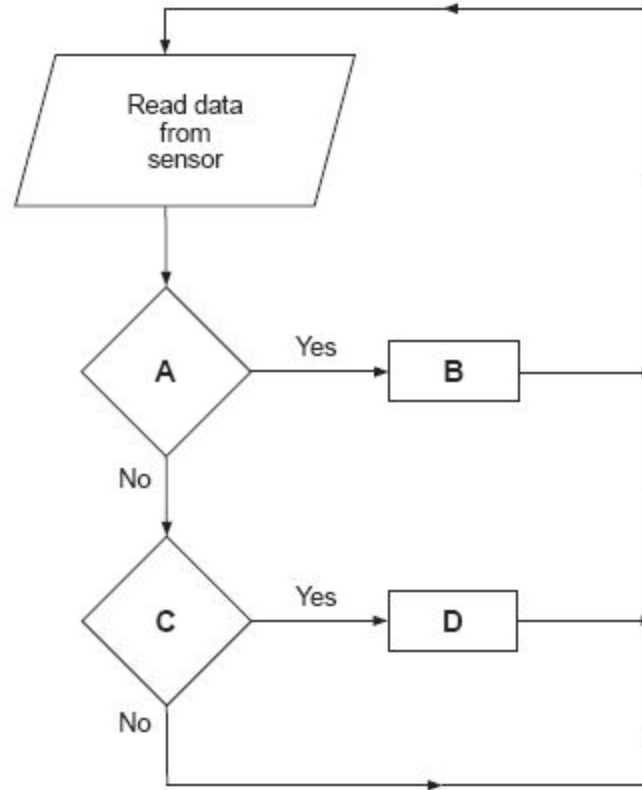 Read data
from
sensor
A
Yes
B
No
C
Yes
D
No